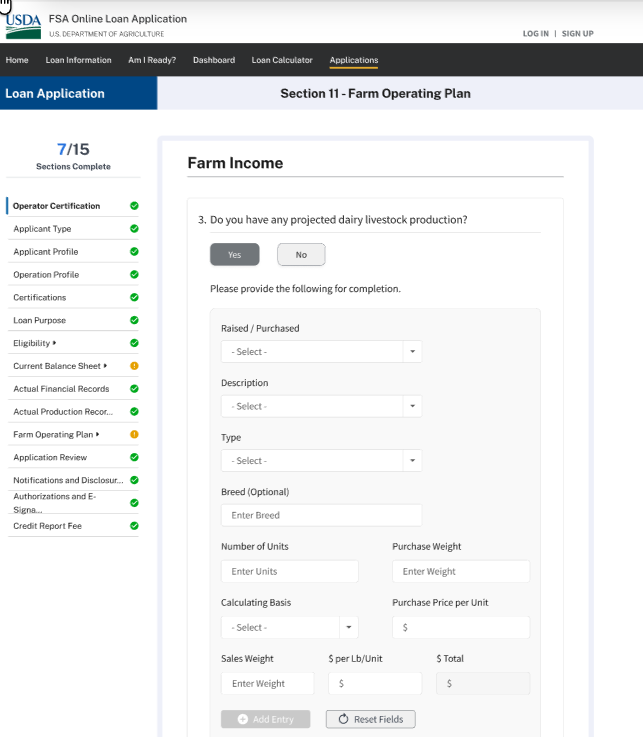 USDA FSA Online Loan Application
U.S. DEPARTMENT OF AGRICULTURE
LOG IN | SIGN UP
Home Loan Information Am I Ready? Dashboard Loan Calculator Applications
Loan Application
Section 11 - Farm Operating Plan
7/15
Sections Complete
Operator Certification
Applicant Type
Applicant Profile
Operation Profile
Certifications
Loan Purpose
Eligibility
Current Balance Sheet
Actual Financial Records
Actual Production Recor...
Farm Operating Plan
Application Review
Notifications and Disclosur...
Authorizations and E-
Signa...
Credit Report Fee
Farm Income
3. Do you have any projected dairy livestock production?
Yes No
Please provide the following for completion.
Raised / Purchased
- Select -
Description
- Select -
Type
- Select -
Breed (Optional)
Enter Breed
Number of Units Purchase Weight
Enter Units Enter Weight
Calculating Basis Purchase Price per Unit
- Select - $
Sales Weight $ per Lb/Unit $ Total
Enter Weight $ $
Add Entry Reset Fields